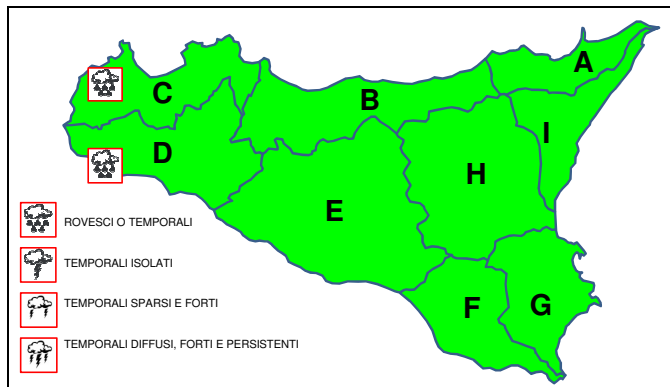 A
C
B
I
D
H
E
F
G
ROVESCI O TEMPORALI
TEMPORALI ISOLATI
TEMPORALI SPARSI E FORTI
TEMPORALI DIFFUSI, FORTI E PERSISTENTI